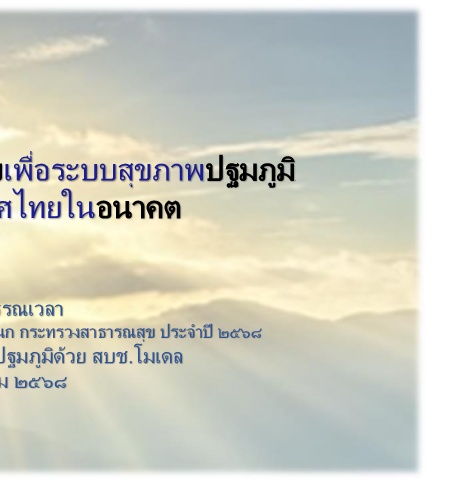 เพื่อระบบสุขภาพปฐมภูมิ
ศไทยในอนาคต
รรณเวลา
นก กระทรวงสาธารณสุข ประจำปี ๒๕๖๘
ปฐมภูมิด้วย สบช.โมเดล
ม ๒๕๖๘